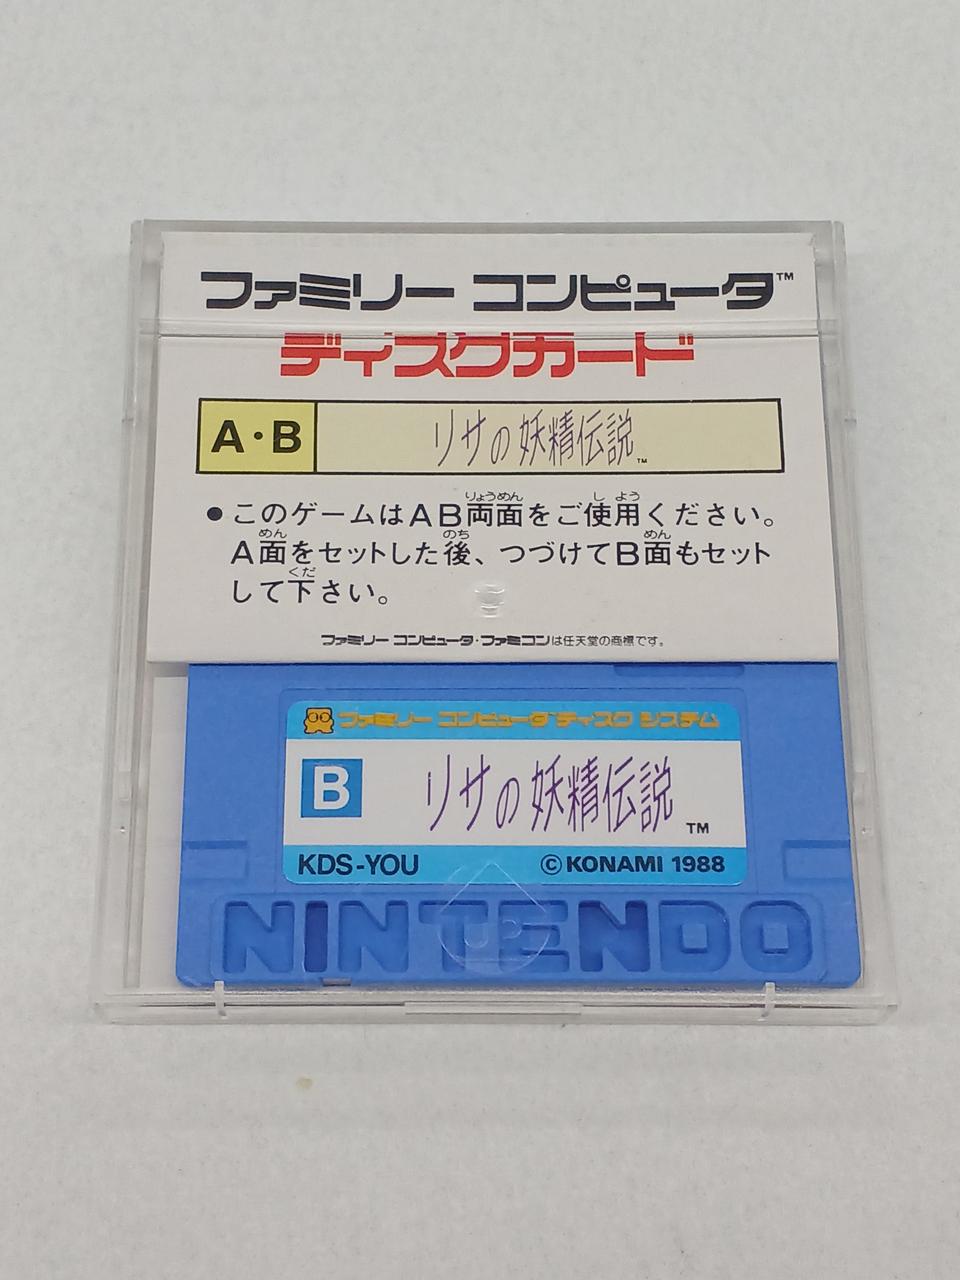 ファミリー コンピュータ™
ディスクカード
A・B リサの妖精伝説™
●このゲームはAB両面をご使用ください。
A面をセットした後、つづけてB面もセット
して下さい。
ファミリー コンピュータ・ファミコンは任天堂の商標です。
ファミリー コンピュータ ディスク システム
B リサの妖精伝説™
KDS-YOU ©KONAMI 1988
NINTENDO
UP